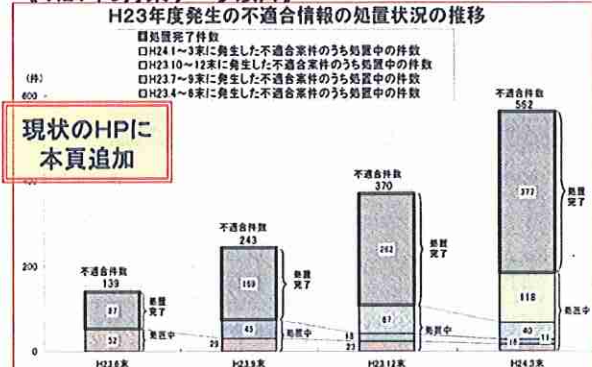 H23年度発生の不適合情報の処置状況の推移
処置完了件数
H24.1～3末に発生した不適合案件のうち処置中の件数
H23.10～12末に発生した不適合案件のうち処置中の件数
H23.7～9末に発生した不適合案件のうち処置中の件数
H23.4～6末に発生した不適合案件のうち処置中の件数
(件)
600
現状のHPに
本頁追加
200
0
不適合件数
139
87
52
処置
完了
処置中
不適合件数
243
169
45
29
処置
完了
処置中
不適合件数
370
262
67
18
23
処置
完了
処置中
不適合件数
562
377
118
40
16
11
処置
完了
処置中
H23.6末
H23.9末
H23.12末
H24.3末